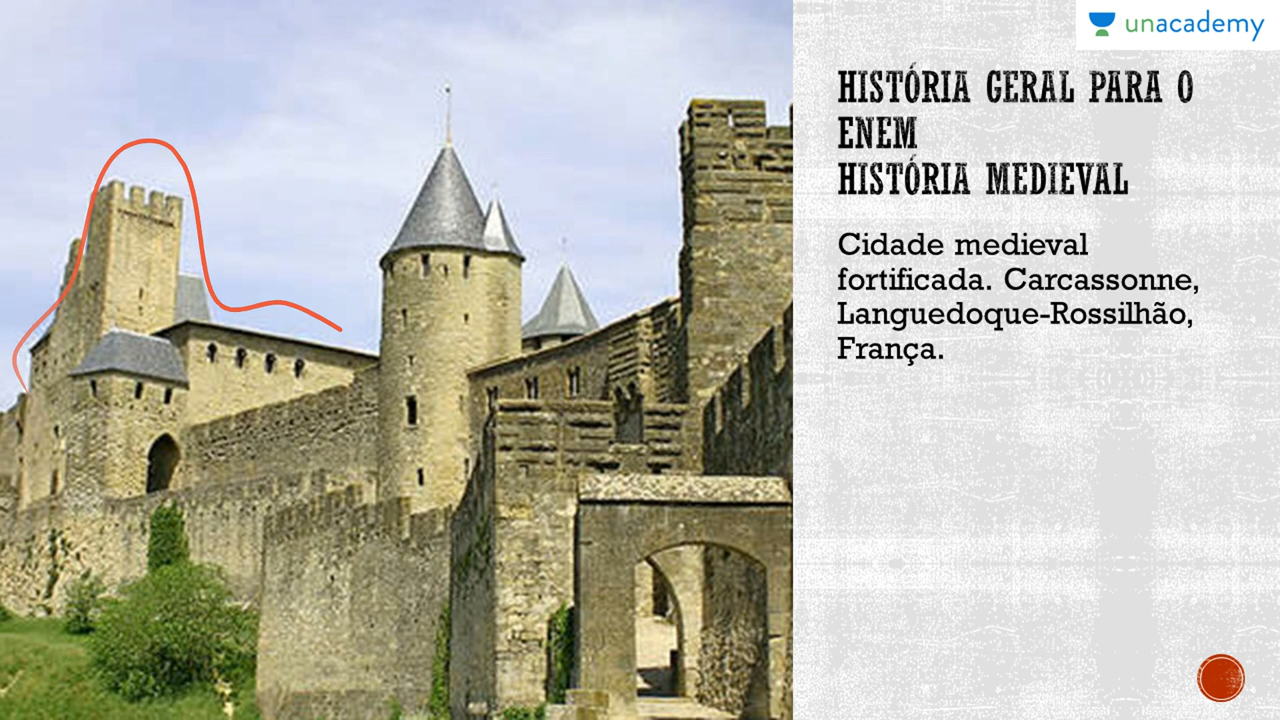 unacademy
HISTÓRIA GERAL PARA O
ENEM
HISTÓRIA MEDIEVAL
Cidade medieval
fortificada. Carcassonne,
Languedoque-Rossilhão,
França.